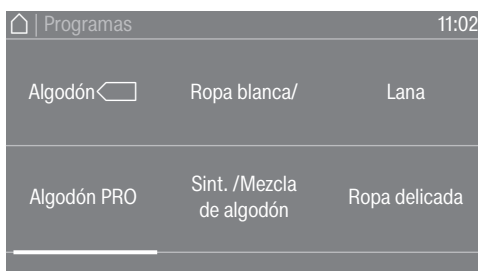 Programas 11:02
Algodón Ropa blanca/ Lana
Algodón PRO Sint. /Mezcla de algodón Ropa delicada